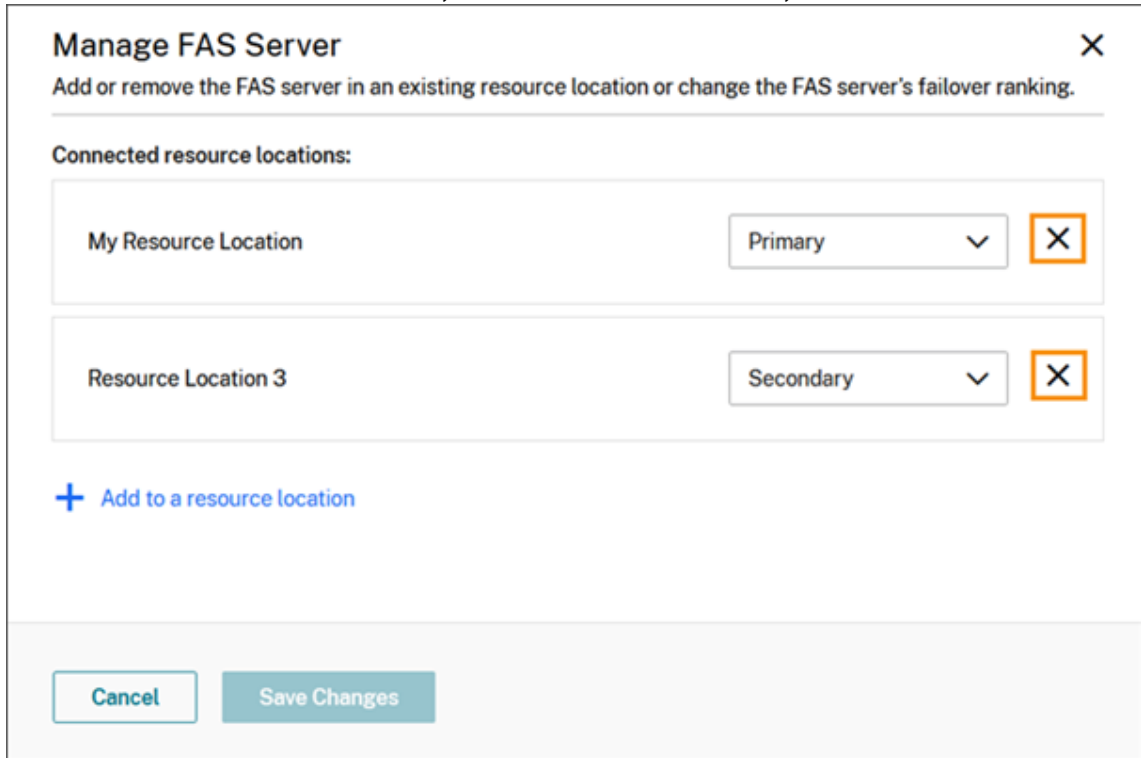 Manage FAS Server
Add or remove the FAS server in an existing resource location or change the FAS server's failover ranking.
Connected resource locations:
My Resource Location Primary
Resource Location 3 Secondary
Add to a resource location
Cancel Save Changes